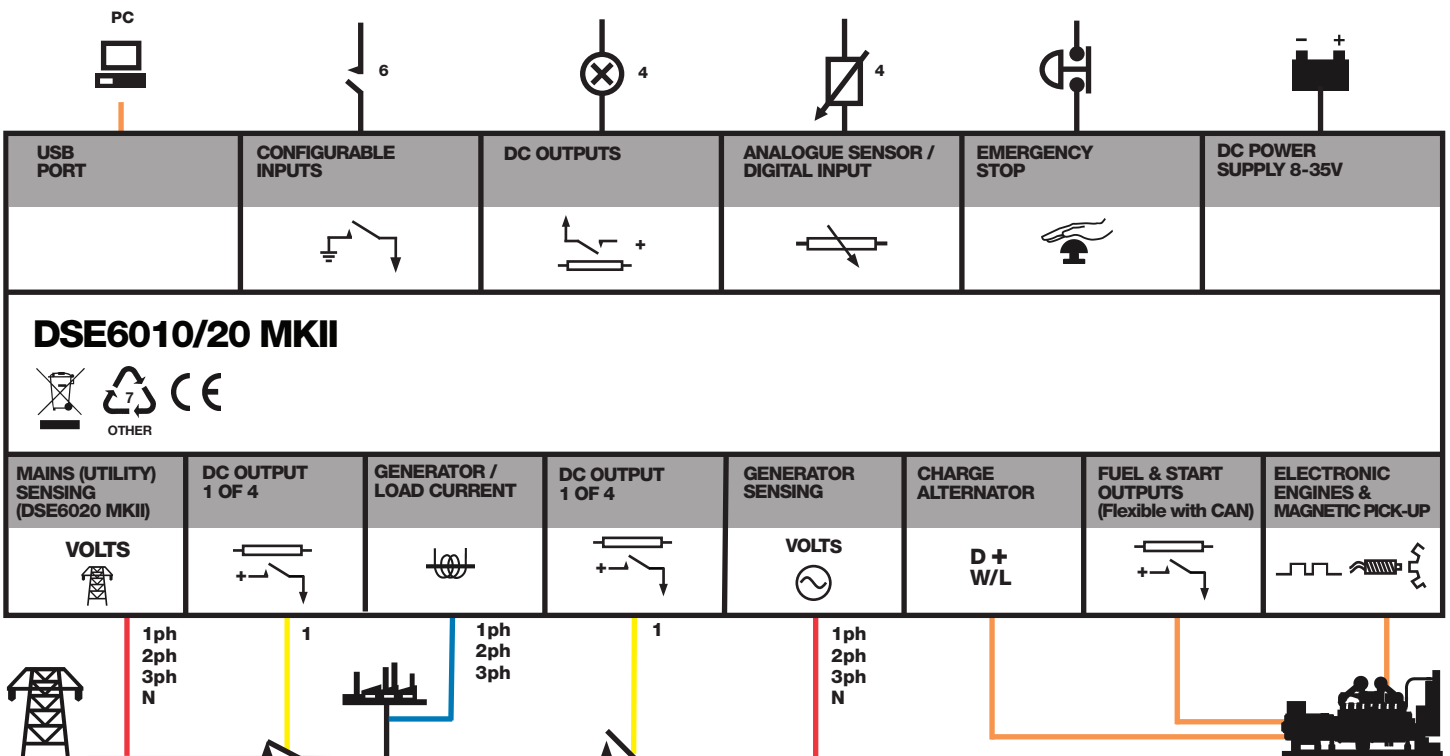 PC
6
4
4
- +
USB
PORT
CONFIGURABLE
INPUTS
DC OUTPUTS
ANALOGUE SENSOR /
DIGITAL INPUT
EMERGENCY
STOP
DC POWER
SUPPLY 8-35V
+
DSE6010/20 MKII
7
OTHER
CE
MAINS (UTILITY)
SENSING
(DSE6020 MKII)
DC OUTPUT
1 OF 4
GENERATOR /
LOAD CURRENT
DC OUTPUT
1 OF 4
GENERATOR
SENSING
CHARGE
ALTERNATOR
FUEL & START
OUTPUTS
(Flexible with CAN)
ELECTRONIC
ENGINES &
MAGNETIC PICK-UP
VOLTS
+
+
VOLTS
D +
W/L
+
1ph
2ph
3ph
N
1
1ph
2ph
3ph
1
1ph
2ph
3ph
N